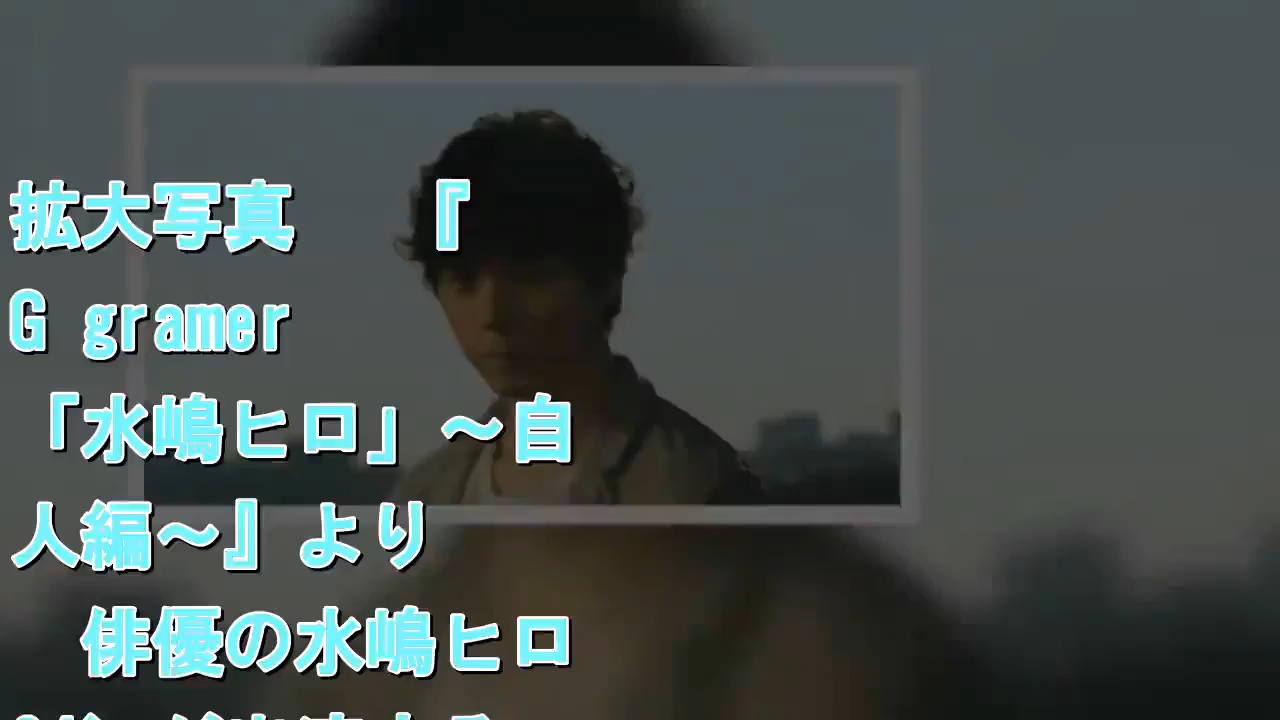 拡大写真　　『
G gramer
「水嶋ヒロ」～自
人編～』より
　俳優の水嶋ヒロ